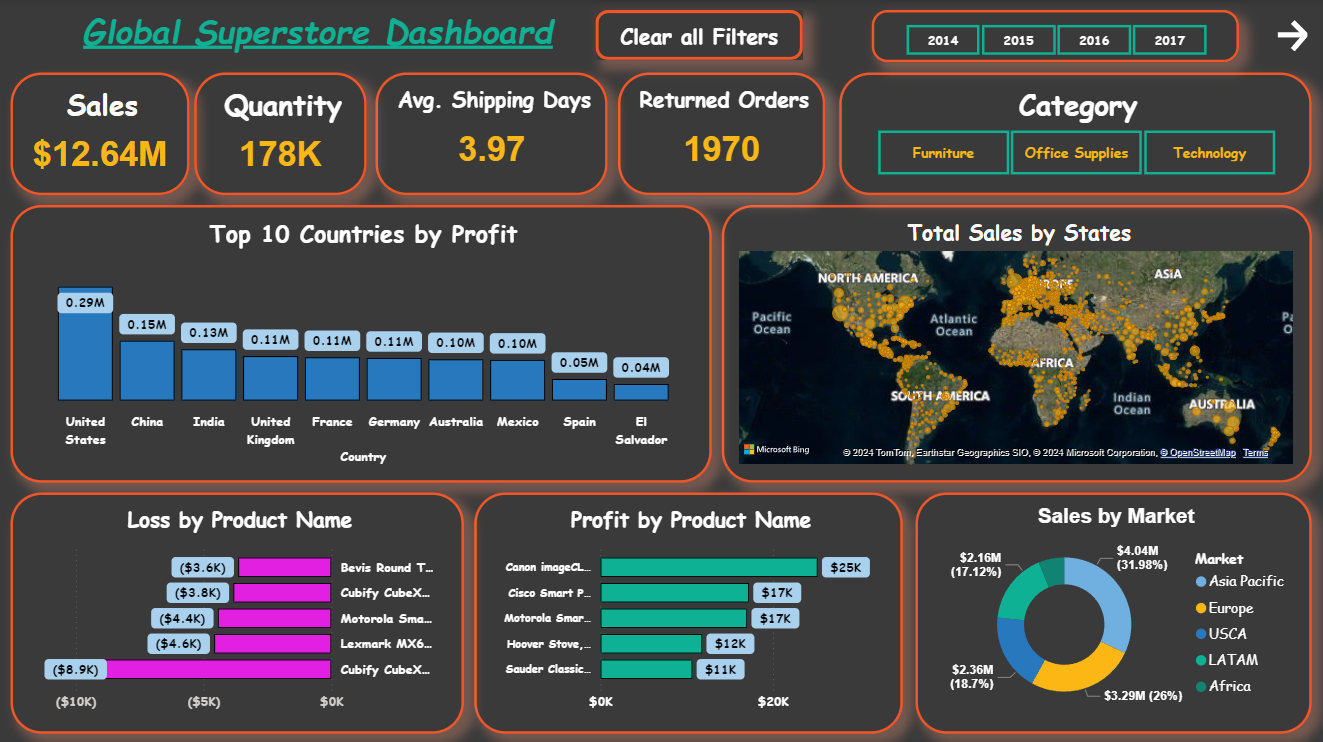 Global Superstore Dashboard
Clear all Filters
2014 2015 2016 2017
Sales
$12.64M
Quantity
178K
Avg. Shipping Days
3.97
Returned Orders
1970
Category
Furniture Office Supplies Technology
Top 10 Countries by Profit
0.29M 0.15M 0.13M 0.11M 0.11M 0.11M 0.10M 0.10M 0.05M 0.04M
United States China India United Kingdom France Germany Australia Mexico Spain El Salvador
Country
Total Sales by States
NORTH AMERICA
ASIA
Pacific Ocean
Atlantic Ocean
AFRICA
SOUTH AMERICA
Indian Ocean
AUSTRALIA
Microsoft Bing
© 2024 TomTom, Earthstar Geographics SIO, © 2024 Microsoft Corporation, © OpenStreetMap Terms
Loss by Product Name
($3.6K) Bevis Round T...
($3.8K) Cubify CubeX...
($4.4K) Motorola Sma...
($4.6K) Lexmark MX6...
($8.9K) Cubify CubeX...
($10K) ($5K) $0K
Profit by Product Name
Canon imageCL... $25K
Cisco Smart P... $17K
Motorola Smar... $17K
Hoover Stove,... $12K
Sauder Classic... $11K
$0K $20K
Sales by Market
$4.04M
(31.98%)
$2.16M
(17.12%)
$2.36M
(18.7%)
$3.29M (26%)
Market
Asia Pacific
Europe
USCA
LATAM
Africa